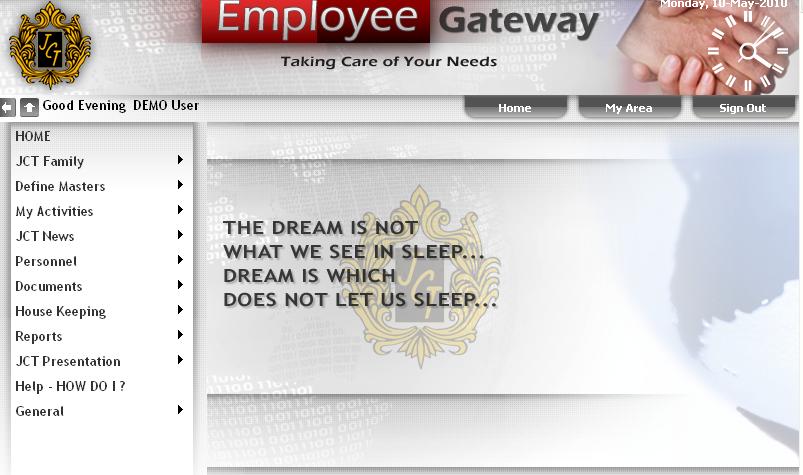 Employee Gateway
Monday, 10-May-2010
JCT
Taking Care of Your Needs
Good Evening DEMO User
Home
My Area
Sign Out
HOME
JCT Family
Define Masters
My Activities
JCT News
Personnel
Documents
House Keeping
Reports
JCT Presentation
Help - HOW DO I ?
General
THE DREAM IS NOT
WHAT WE SEE IN SLEEP...
DREAM IS WHICH
DOES NOT LET US SLEEP...
JCT